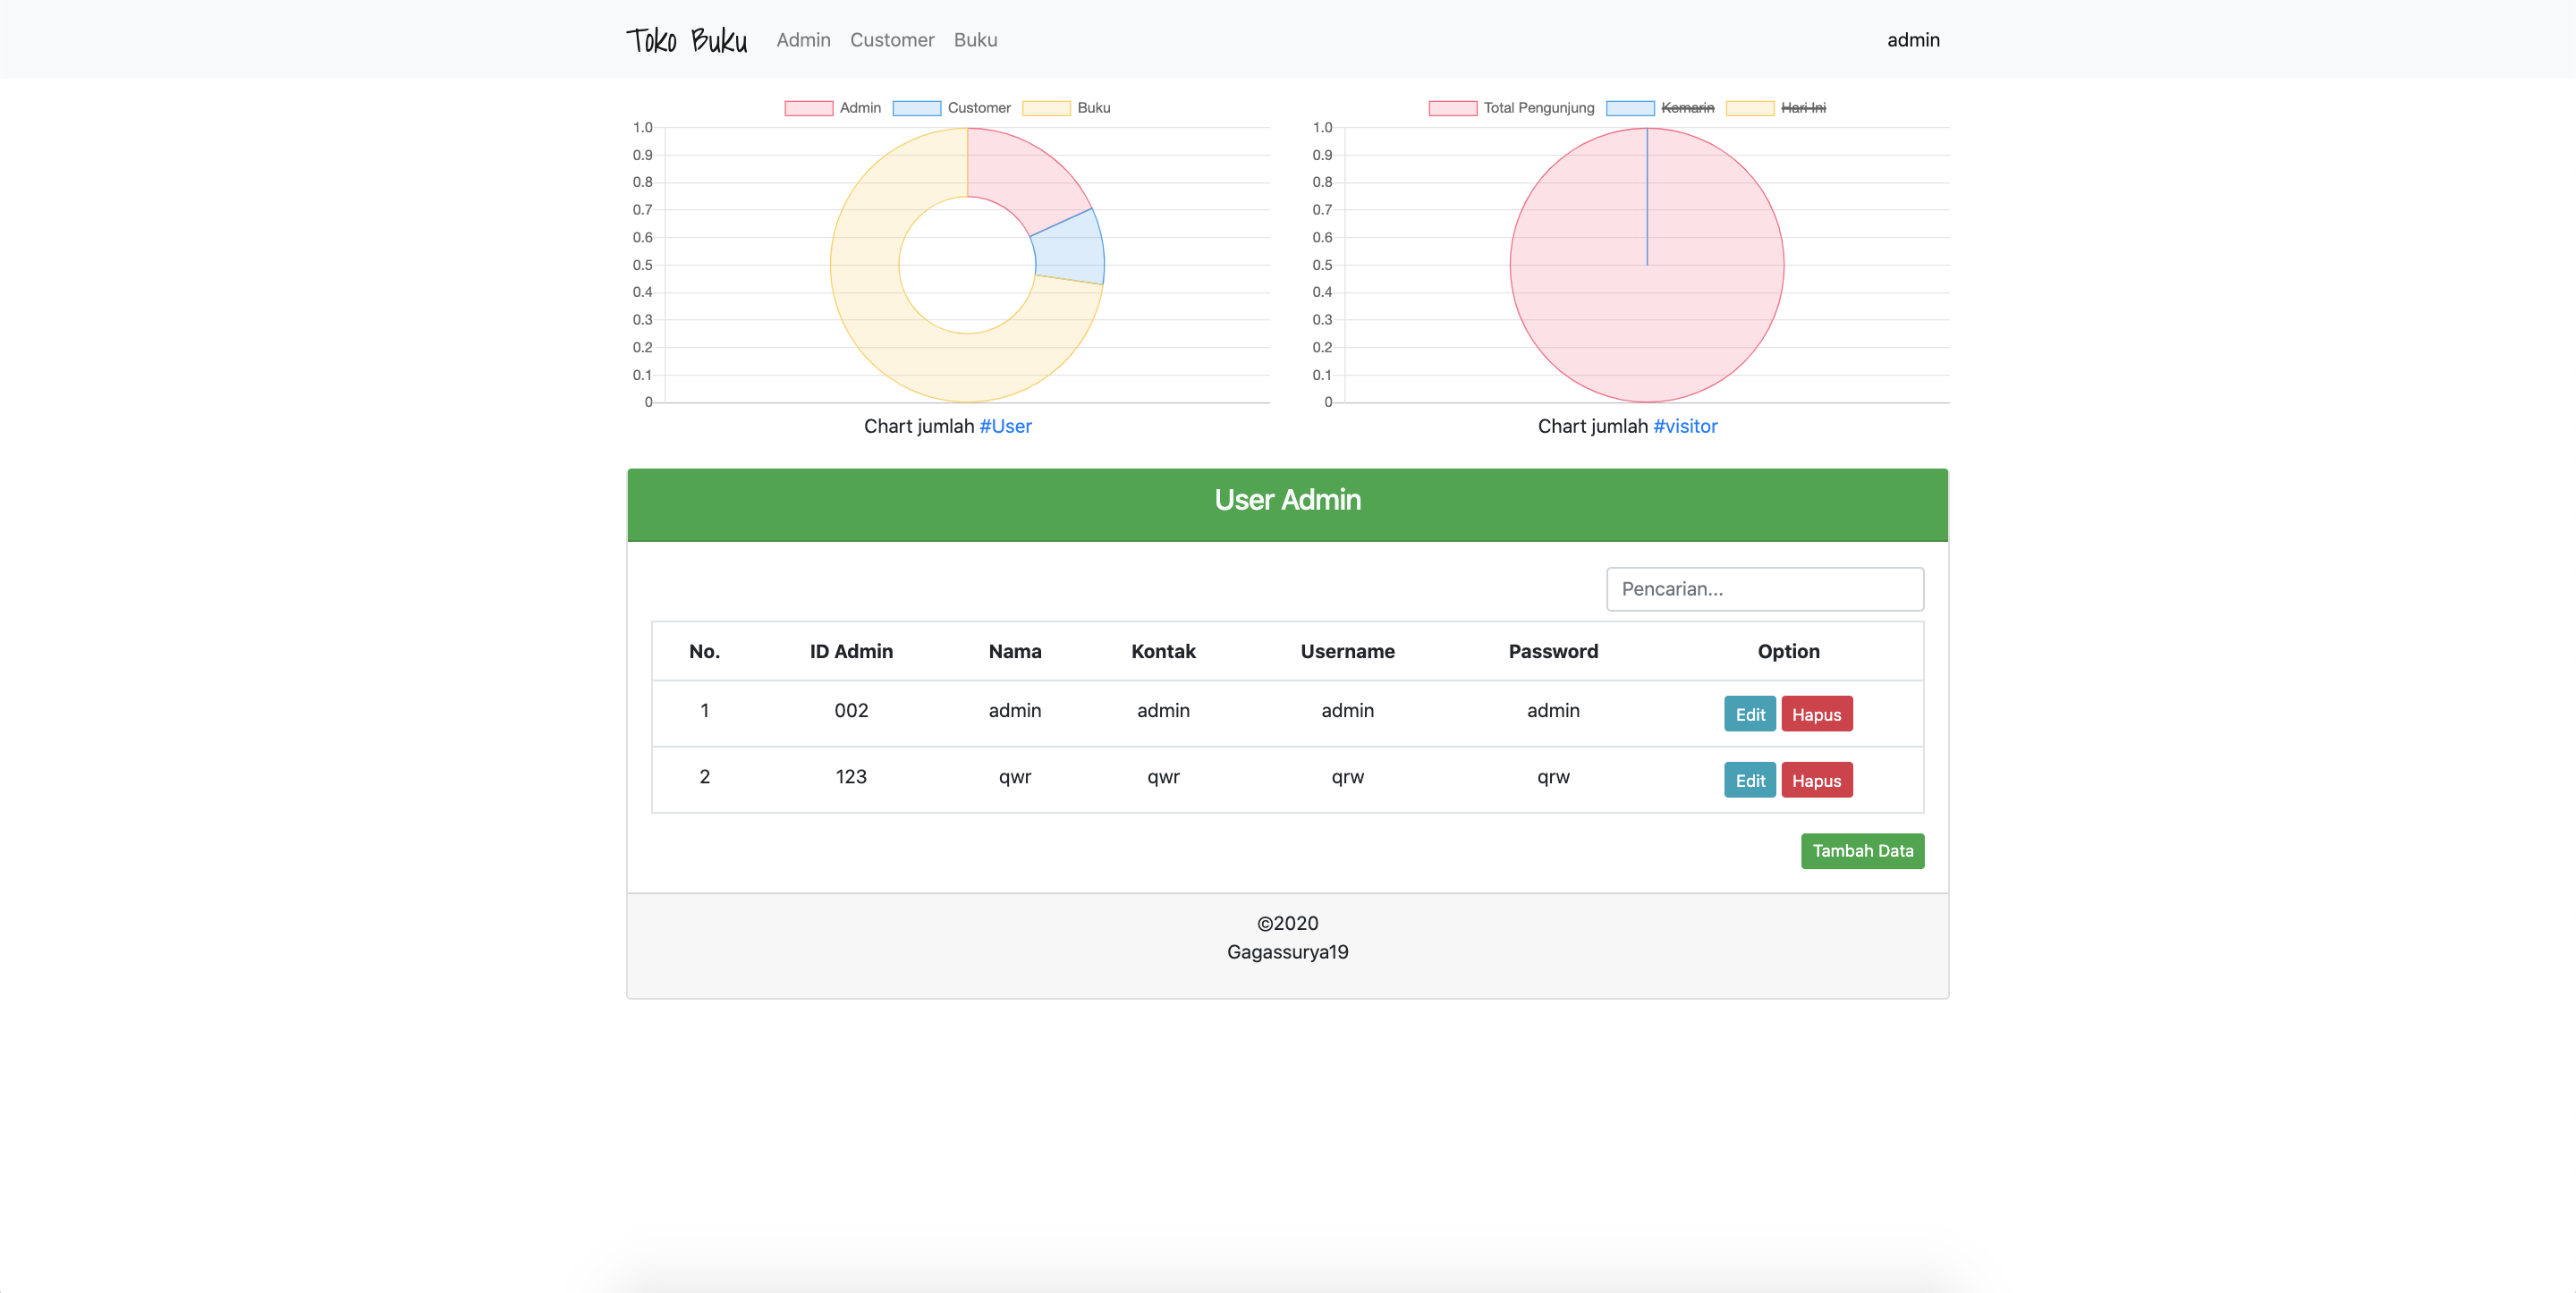 Toko Buku Admin Customer Buku admin
Admin Customer Buku
1.0
0.9
0.8
0.7
0.6
0.5
0.4
0.3
0.2
0.1
0
Chart jumlah #User
Total Pengunjung Kemarin Hari Ini
1.0
0.9
0.8
0.7
0.6
0.5
0.4
0.3
0.2
0.1
0
Chart jumlah #visitor
User Admin
Pencarian...
No. ID Admin Nama Kontak Username Password Option
1 002 admin admin admin admin Edit Hapus
2 123 qwr qwr qrw qrw Edit Hapus
Tambah Data
©2020
Gagassurya19